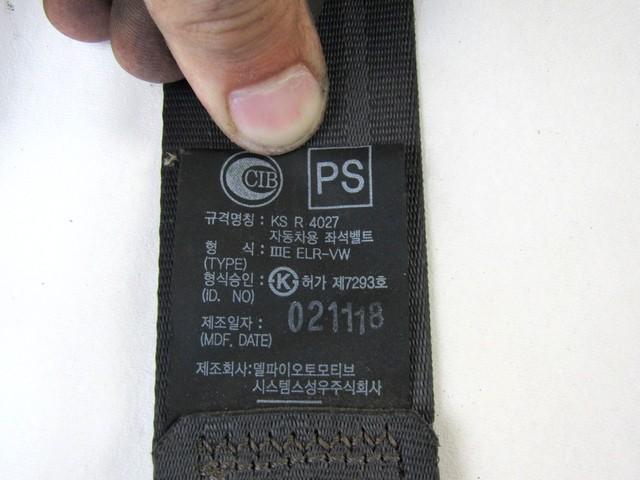 CIB PS
규격명칭 : KS R 4027
자동차용 좌석벨트
형 식 : IIIE ELR-VW
(TYPE)
형식승인 : K 허가 제7293호
(ID. NO)
제조일자 : 021118
(MDF. DATE)
제조회사:델파이오토모티브
시스템스성우주식회사